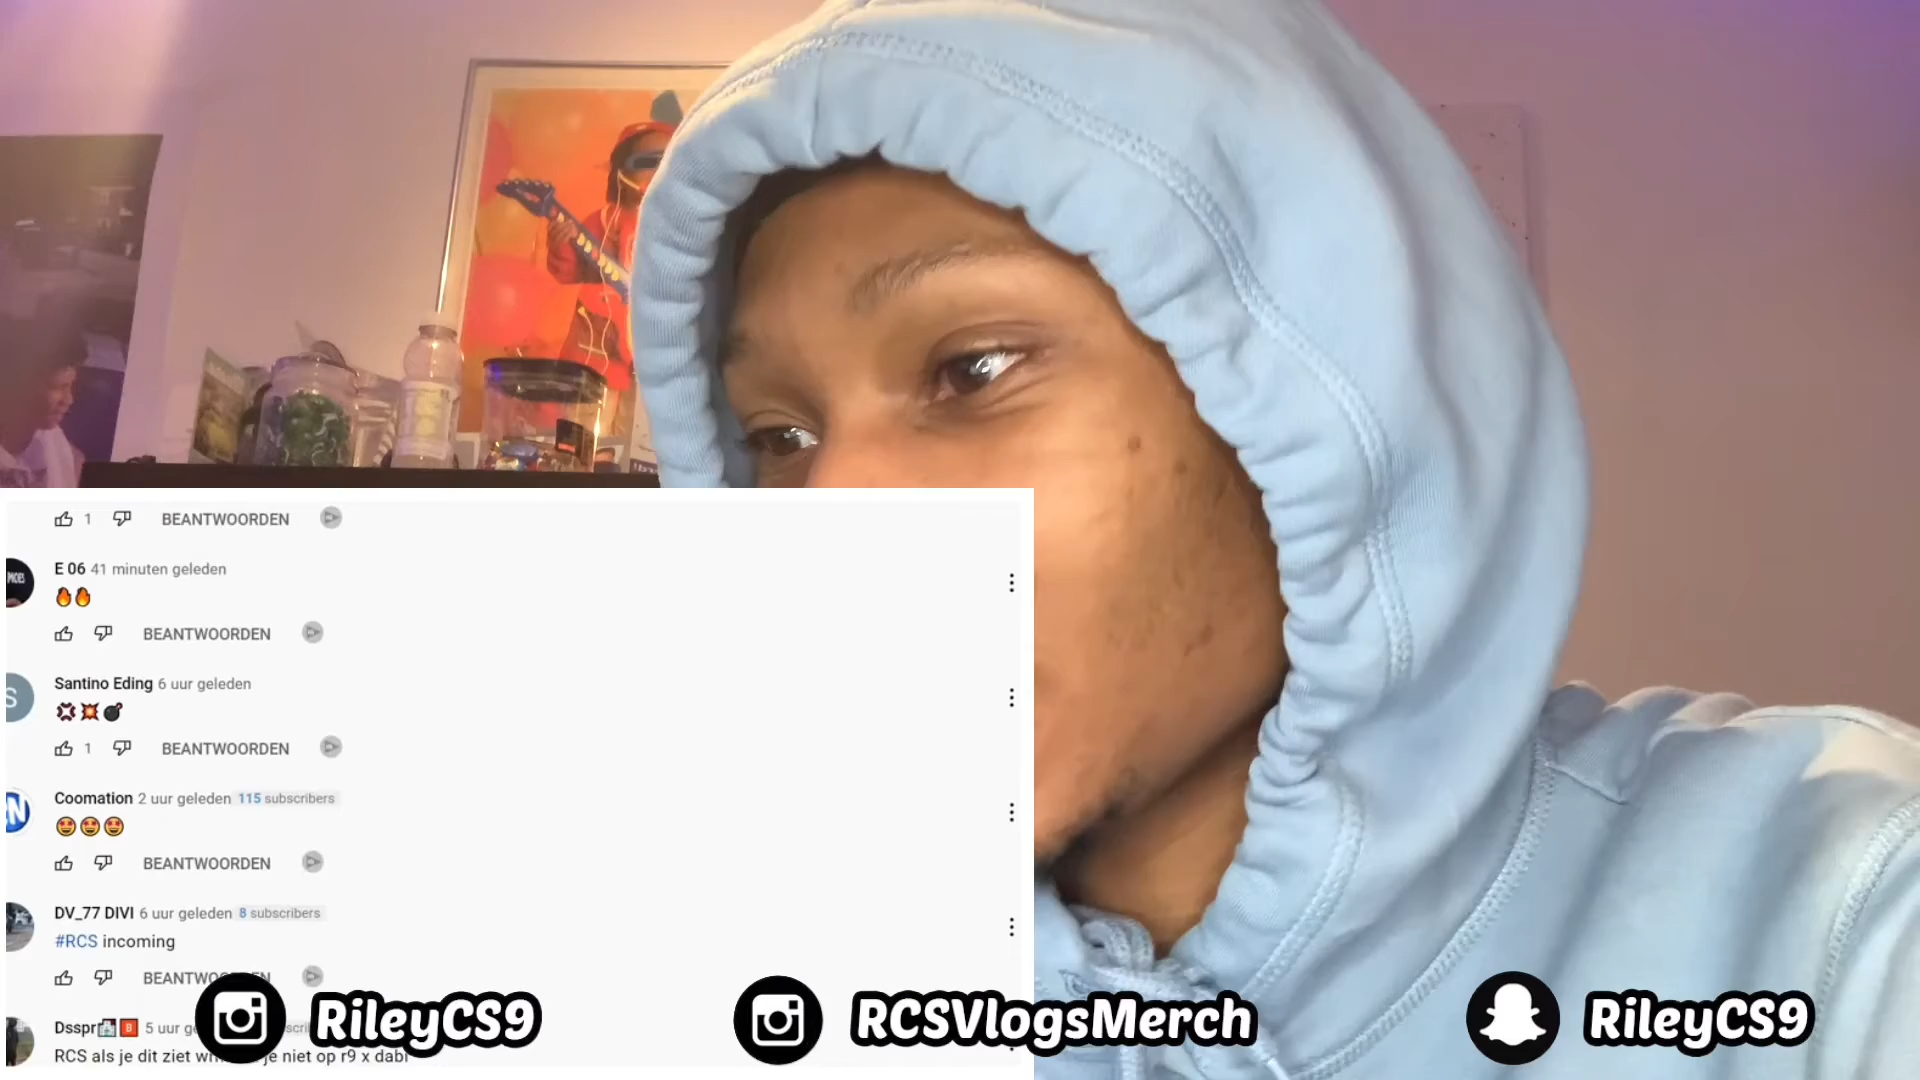 1 BEANTWOORDEN
E 06 41 minuten geleden
🔥🔥
BEANTWOORDEN
Santino Eding 6 uur geleden
💢💥💣
1 BEANTWOORDEN
Coomation 2 uur geleden 115 subscribers
🤩🤩🤩
BEANTWOORDEN
DV_77 DIVI 6 uur geleden 8 subscribers
#RCS incoming
Dsspr🏥🅱 5 uur
RCS als je dit ziet je niet op r9 x dabi
RileyCS9
RCSVlogsMerch
RileyCS9